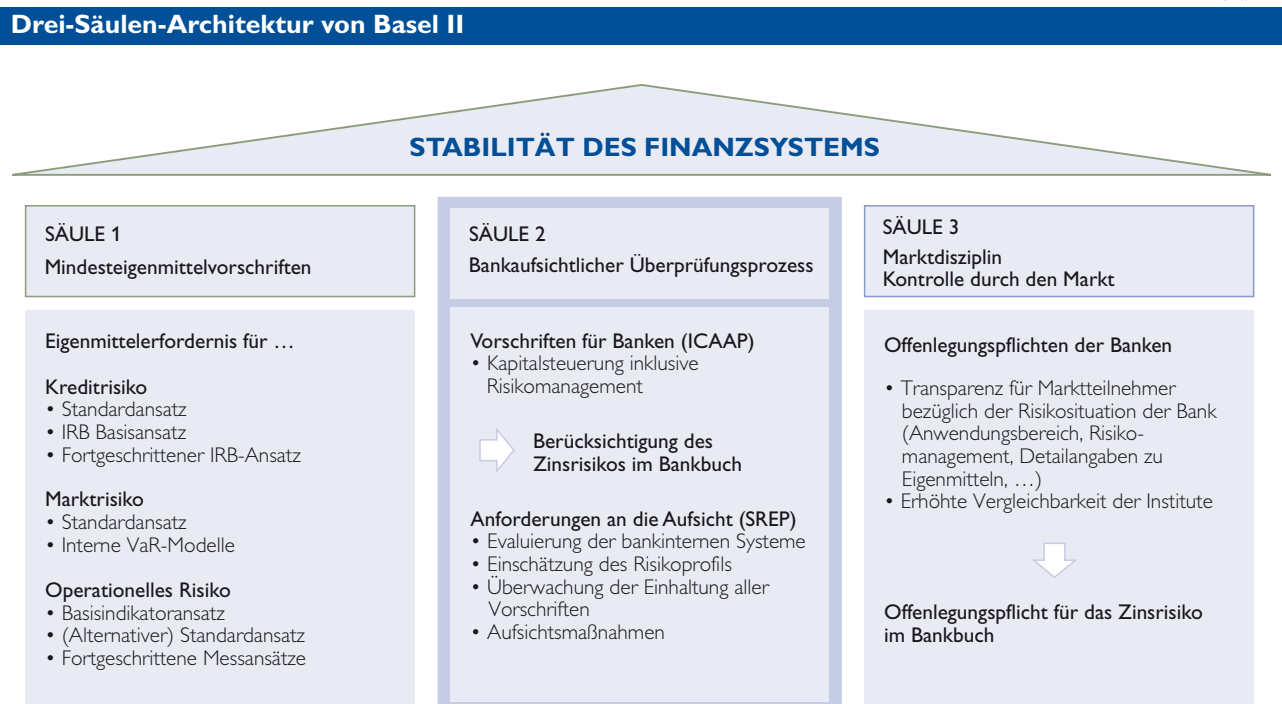 Drei-Säulen-Architektur von Basel II
STABILITÄT DES FINANZSYSTEMS
SÄULE 1
Mindesteigenmittelvorschriften
Eigenmittelerfordernis für …
Kreditrisiko
• Standardansatz
• IRB Basisansatz
• Fortgeschrittener IRB-Ansatz
Marktrisiko
• Standardansatz
• Interne VaR-Modelle
Operationelles Risiko
• Basisindikatoransatz
• (Alternativer) Standardansatz
• Fortgeschrittene Messansätze
SÄULE 2
Bankaufsichtlicher Überprüfungsprozess
Vorschriften für Banken (ICAAP)
• Kapitalsteuerung inklusive
Risikomanagement
Berücksichtigung des
Zinsrisikos im Bankbuch
Anforderungen an die Aufsicht (SREP)
• Evaluierung der bankinternen Systeme
• Einschätzung des Risikoprofils
• Überwachung der Einhaltung aller
Vorschriften
• Aufsichtsmaßnahmen
SÄULE 3
Marktdisziplin
Kontrolle durch den Markt
Offenlegungspflichten der Banken
• Transparenz für Marktteilnehmer
bezüglich der Risikosituation der Bank
(Anwendungsbereich, Risiko-
management, Detailangaben zu
Eigenmitteln, …)
• Erhöhte Vergleichbarkeit der Institute
Offenlegungspflicht für das Zinsrisiko
im Bankbuch